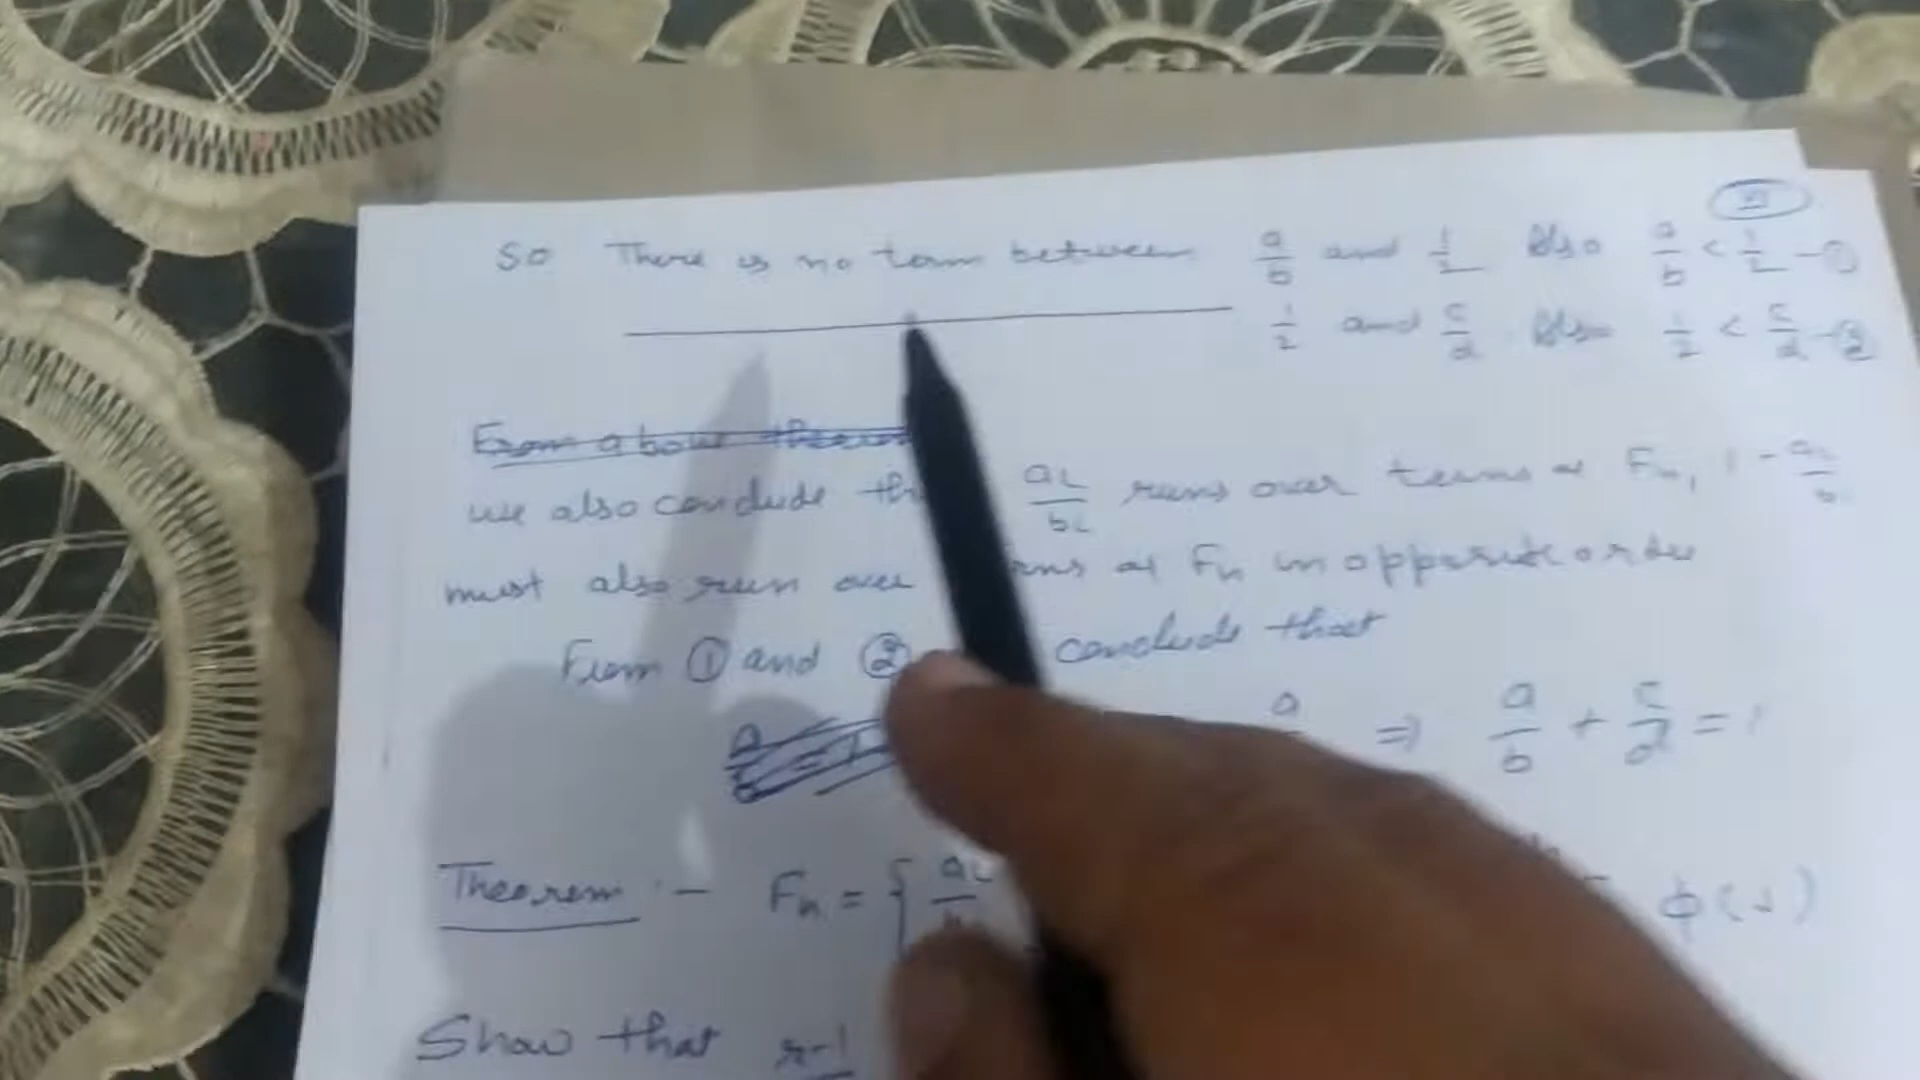 So There is no term between a/b and 1/2 Also a/b < 1/2 - ①
1/2 and c/d Also 1/2 < c/d - ②
From above theorem
we also conclude ai/bi runs over terms of Fn, 1 - ai/bi
must also run over of Fn in opposite order
From ① and ② conclude that
a ⇒ a/b + c/d = 1
Theorem :- Fn = { ai φ(j)
Show that r-1